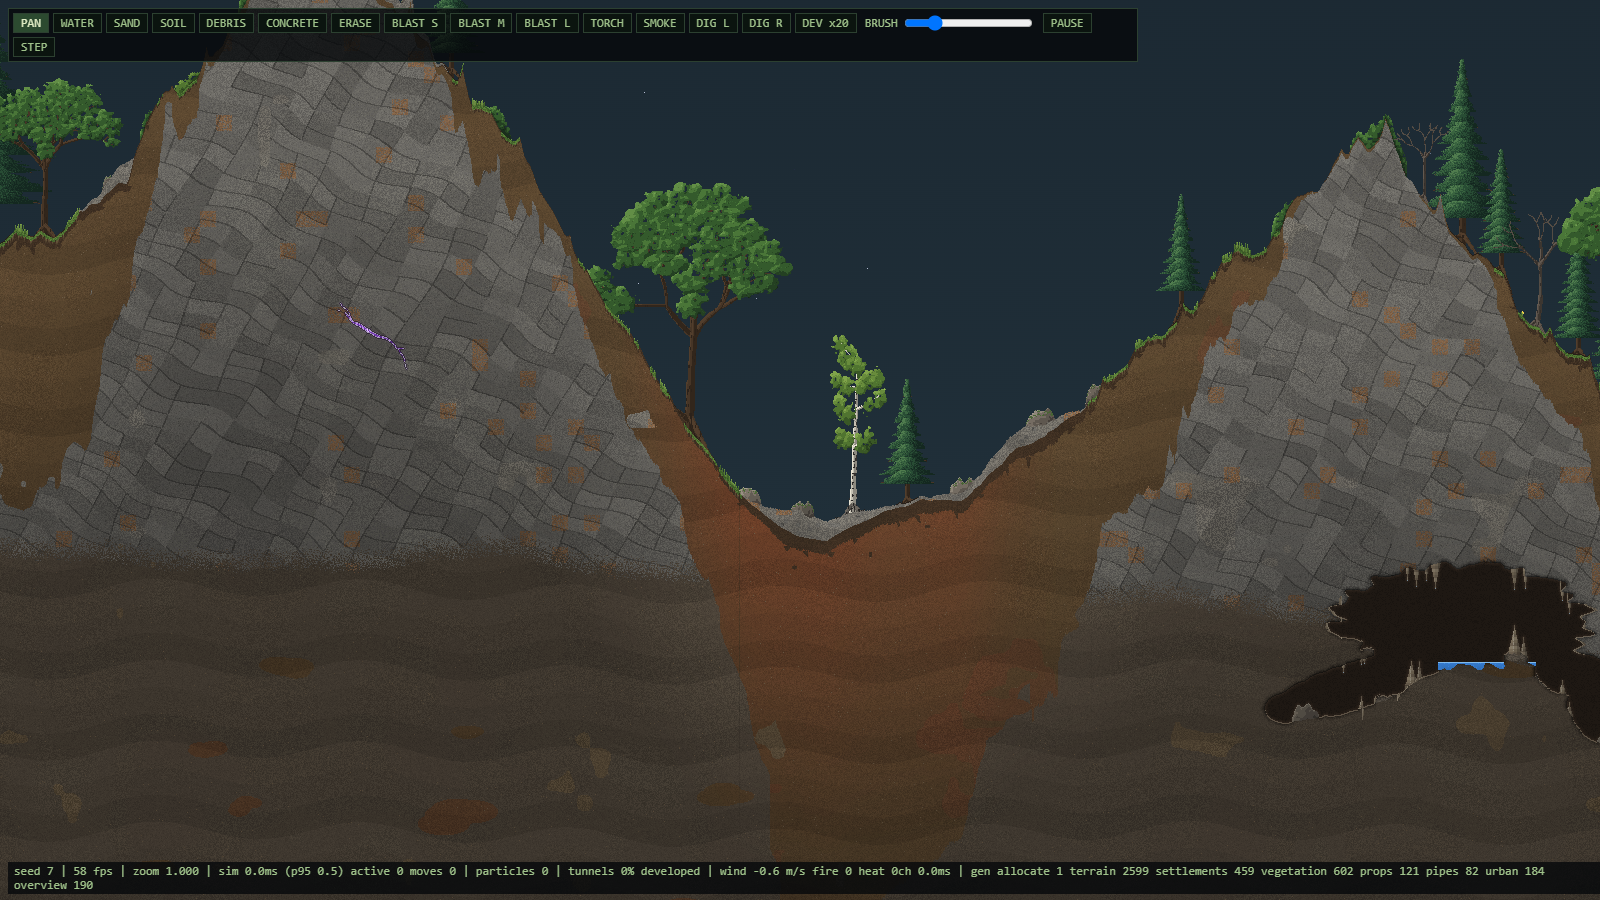 PAN WATER SAND SOIL DEBRIS CONCRETE ERASE BLAST S BLAST M BLAST L TORCH SMOKE DIG L DIG R DEV x20 BRUSH PAUSE
STEP
seed 7 | 58 fps | zoom 1.000 | sim 0.0ms (p95 0.5) active 0 moves 0 | particles 0 | tunnels 0% developed | wind -0.6 m/s fire 0 heat 0ch 0.0ms | gen allocate 1 terrain 2599 settlements 459 vegetation 602 props 121 pipes 82 urban 184
overview 190